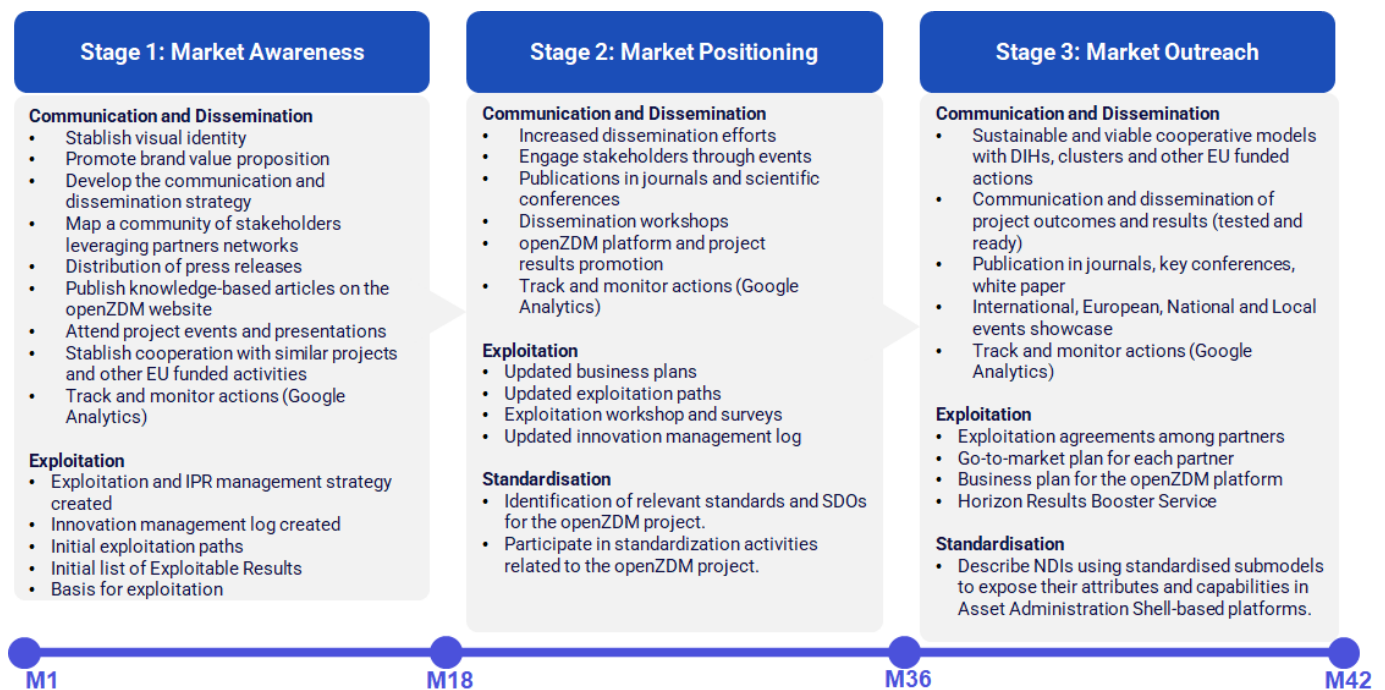 Stage 1: Market Awareness
Communication and Dissemination
• Stablish visual identity
• Promote brand value proposition
• Develop the communication and
dissemination strategy
• Map a community of stakeholders
leveraging partners networks
• Distribution of press releases
• Publish knowledge-based articles on the
openZDM website
• Attend project events and presentations
• Stablish cooperation with similar projects
and other EU funded activities
• Track and monitor actions (Google
Analytics)
Exploitation
• Exploitation and IPR management strategy
created
• Innovation management log created
• Initial exploitation paths
• Initial list of Exploitable Results
• Basis for exploitation
Stage 2: Market Positioning
Communication and Dissemination
• Increased dissemination efforts
• Engage stakeholders through events
• Publications in journals and scientific
conferences
• Dissemination workshops
• openZDM platform and project
results promotion
• Track and monitor actions (Google
Analytics)
Exploitation
• Updated business plans
• Updated exploitation paths
• Exploitation workshop and surveys
• Updated innovation management log
Standardisation
• Identification of relevant standards and SDOs
for the openZDM project.
• Participate in standardization activities
related to the openZDM project.
Stage 3: Market Outreach
Communication and Dissemination
• Sustainable and viable cooperative models
with DIHs, clusters and other EU funded
actions
• Communication and dissemination of
project outcomes and results (tested and
ready)
• Publication in journals, key conferences,
white paper
• International, European, National and Local
events showcase
• Track and monitor actions (Google
Analytics)
Exploitation
• Exploitation agreements among partners
• Go-to-market plan for each partner
• Business plan for the openZDM platform
• Horizon Results Booster Service
Standardisation
• Describe NDIs using standardised submodels
to expose their attributes and capabilities in
Asset Administration Shell-based platforms.
M1
M18
M36
M42